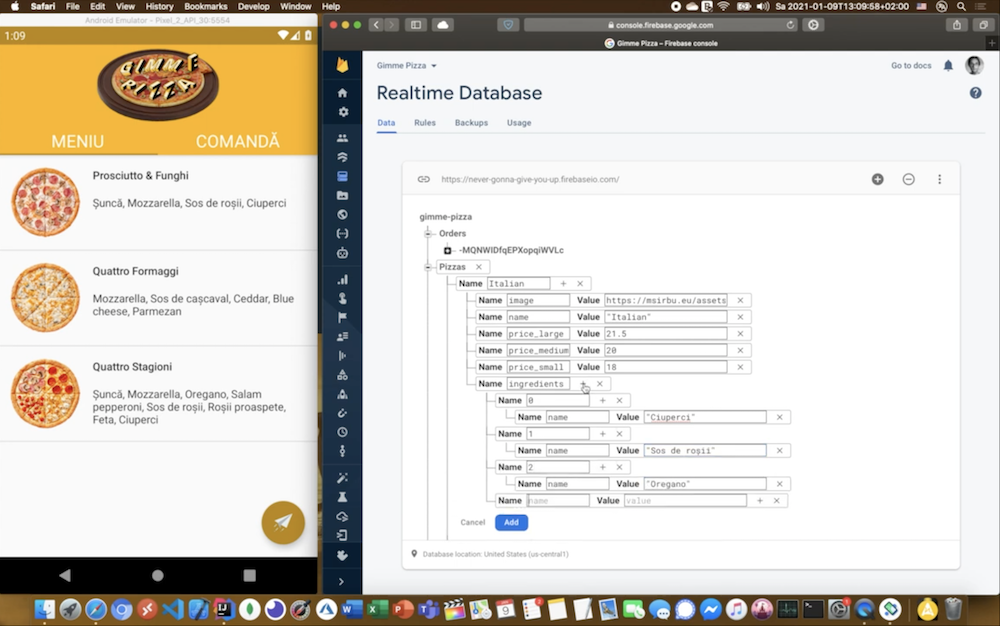 Safari File Edit View History Bookmarks Develop Window Help
Sa 2021-01-09T13:09:58+02:00
Android Emulator - Pixel_2_API_30:5554
console.firebase.google.com
Gimme Pizza – Firebase console
1:09
GIMME
PIZZA
MENIU COMANDĂ
Prosciutto & Funghi
Șuncă, Mozzarella, Sos de roșii, Ciuperci
Quattro Formaggi
Mozzarella, Sos de cașcaval, Ceddar, Blue
cheese, Parmezan
Quattro Stagioni
Șuncă, Mozzarella, Oregano, Salam
pepperoni, Sos de roșii, Roșii proaspete,
Feta, Ciuperci
Gimme Pizza
Go to docs
Realtime Database
Data Rules Backups Usage
https://never-gonna-give-you-up.firebaseio.com/
gimme-pizza
Orders
-MQNWIDfqEPXopqiWVLc
Pizzas
Name Italian
Name image Value https://msirbu.eu/assets
Name name Value "Italian"
Name price_large Value 21.5
Name price_medium Value 20
Name price_small Value 18
Name ingredients
Name 0
Name name Value "Ciuperci"
Name 1
Name name Value "Sos de roșii"
Name 2
Name name Value "Oregano"
Name name Value value
Cancel Add
Database location: United States (us-central1)